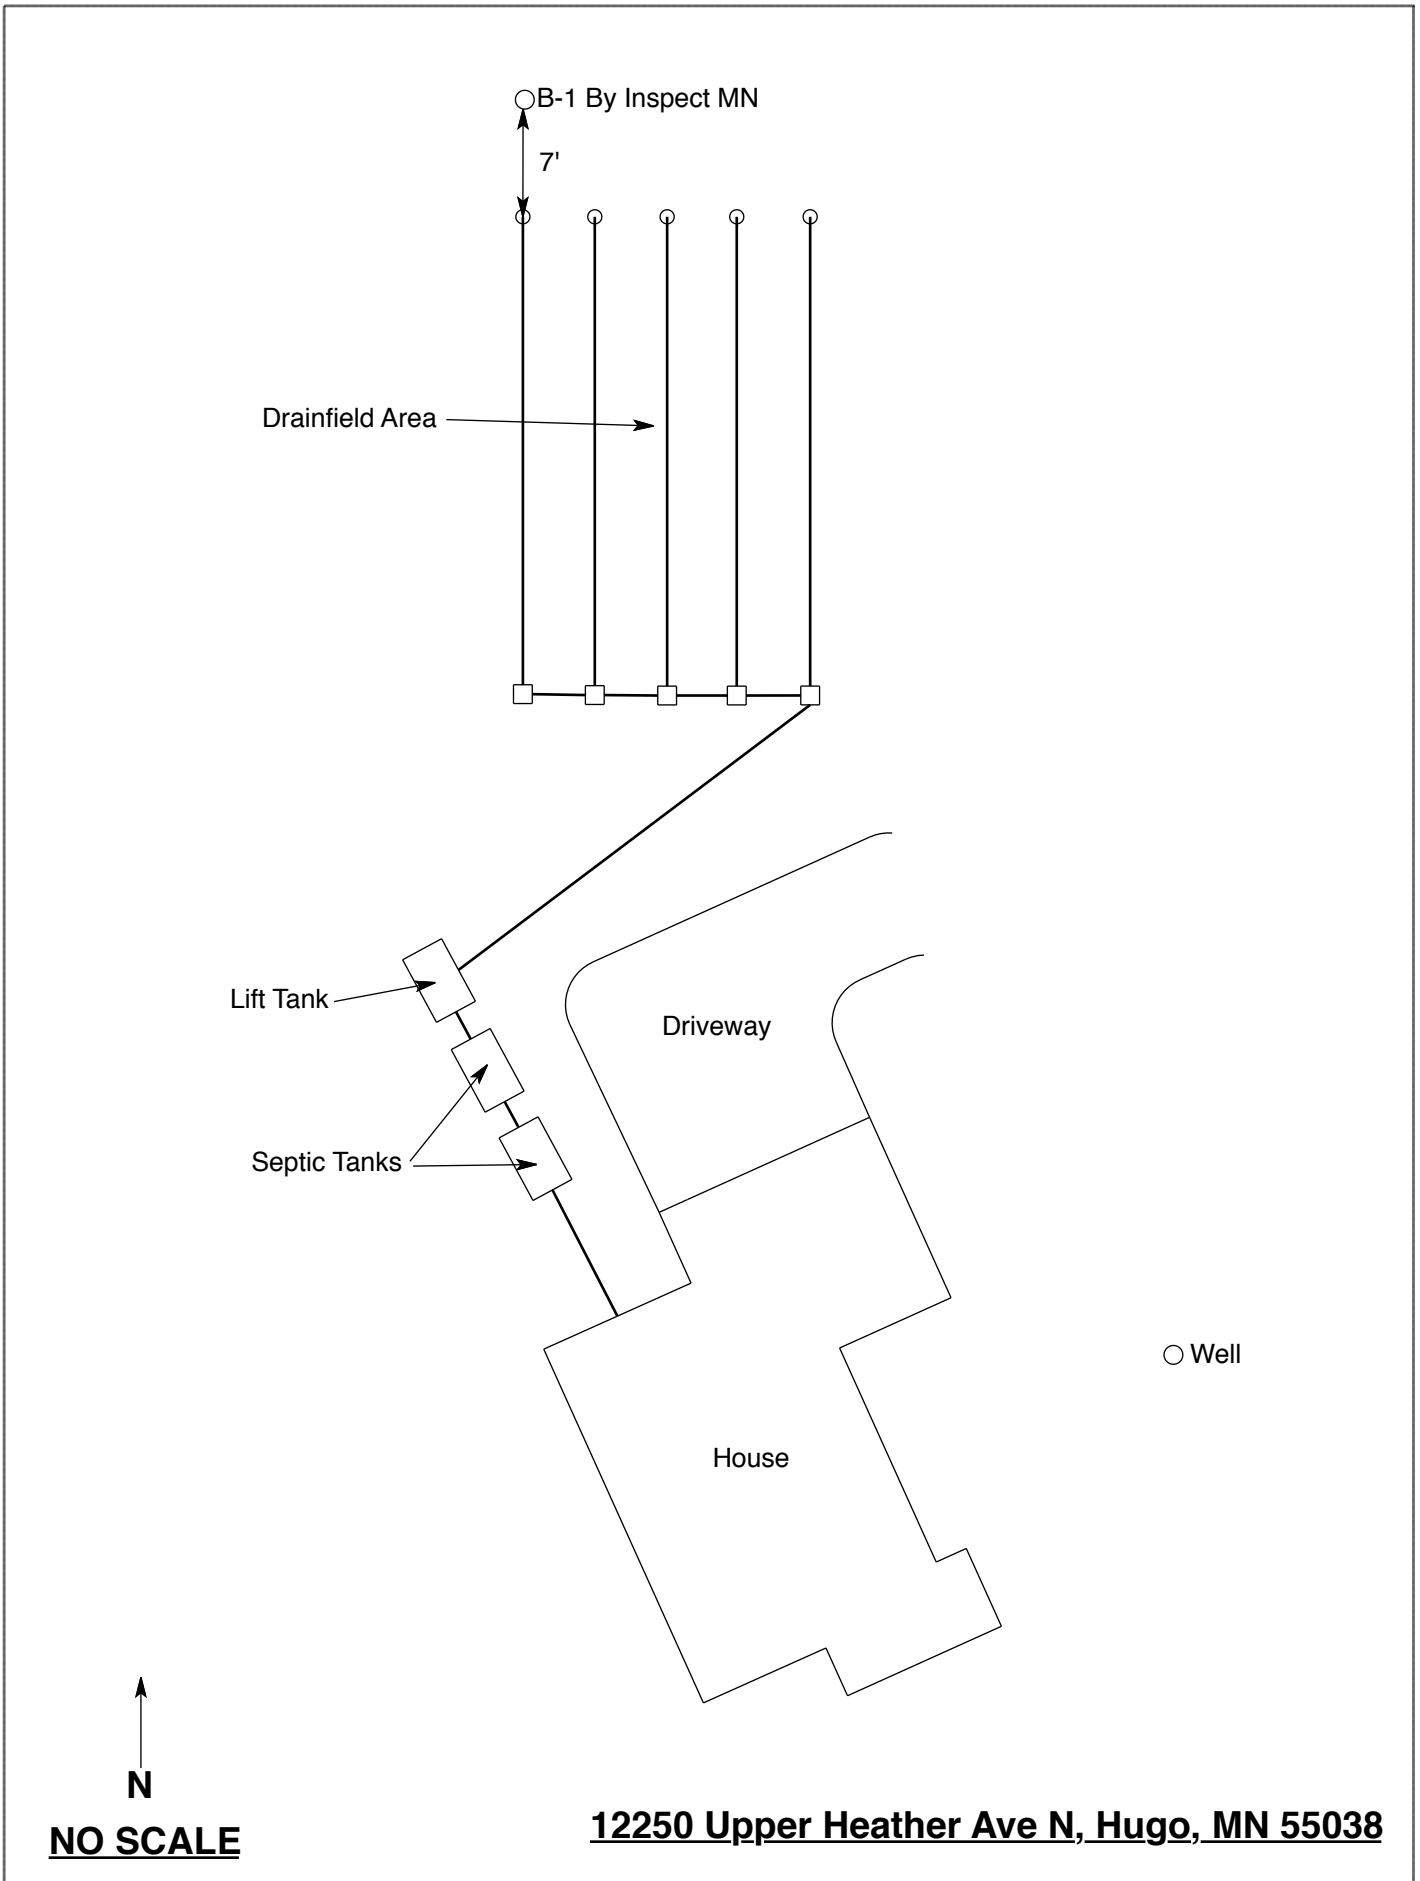 B-1 By Inspect MN
7'
Drainfield Area
Lift Tank
Driveway
Septic Tanks
Well
House
N
NO SCALE
12250 Upper Heather Ave N, Hugo, MN 55038